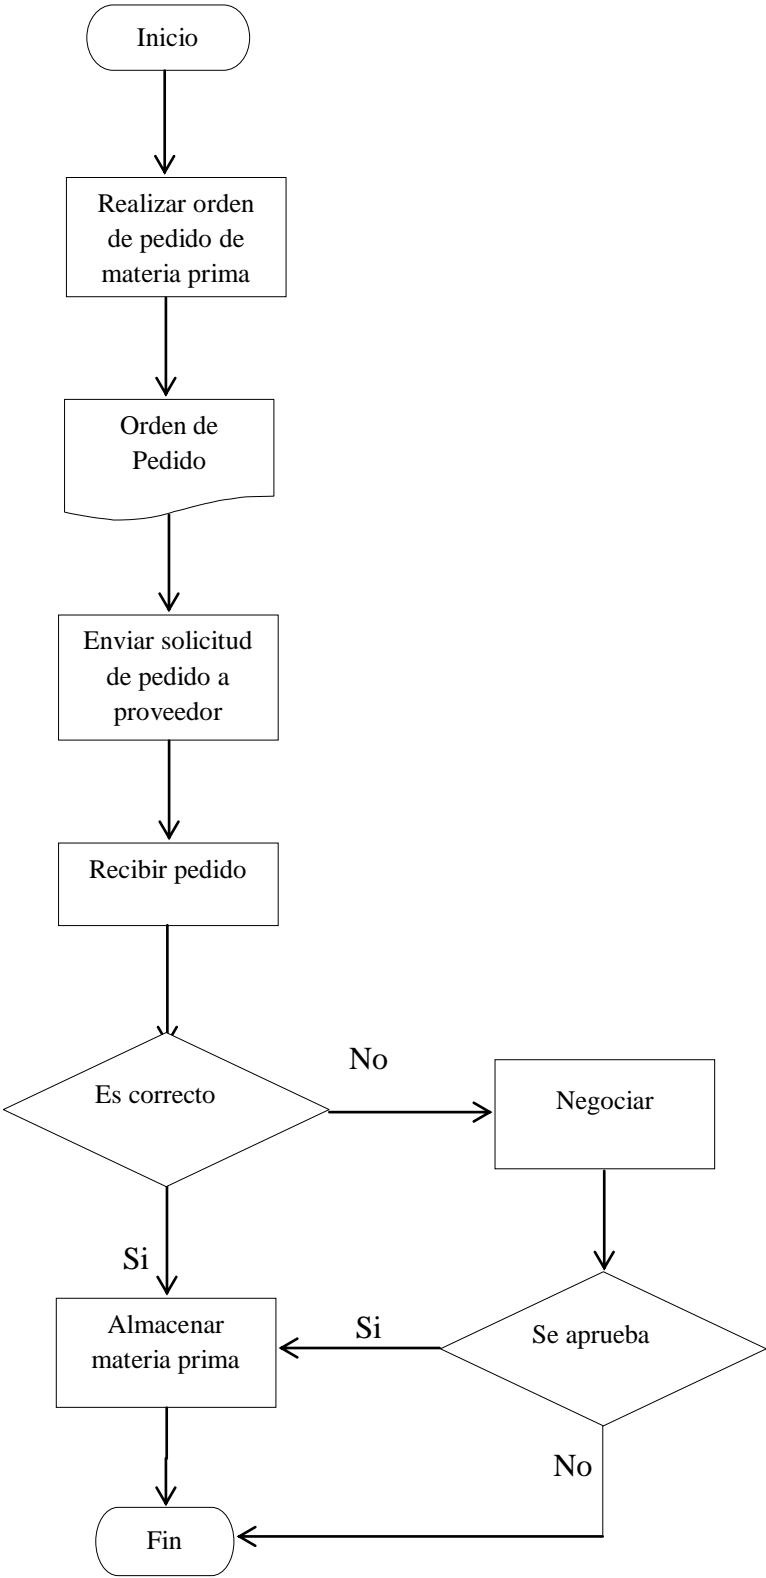 Inicio
Realizar orden
de pedido de
materia prima
Orden de
Pedido
Enviar solicitud
de pedido a
proveedor
Recibir pedido
Es correcto
No
Negociar
Si
Almacenar
materia prima
Si
Se aprueba
No
Fin